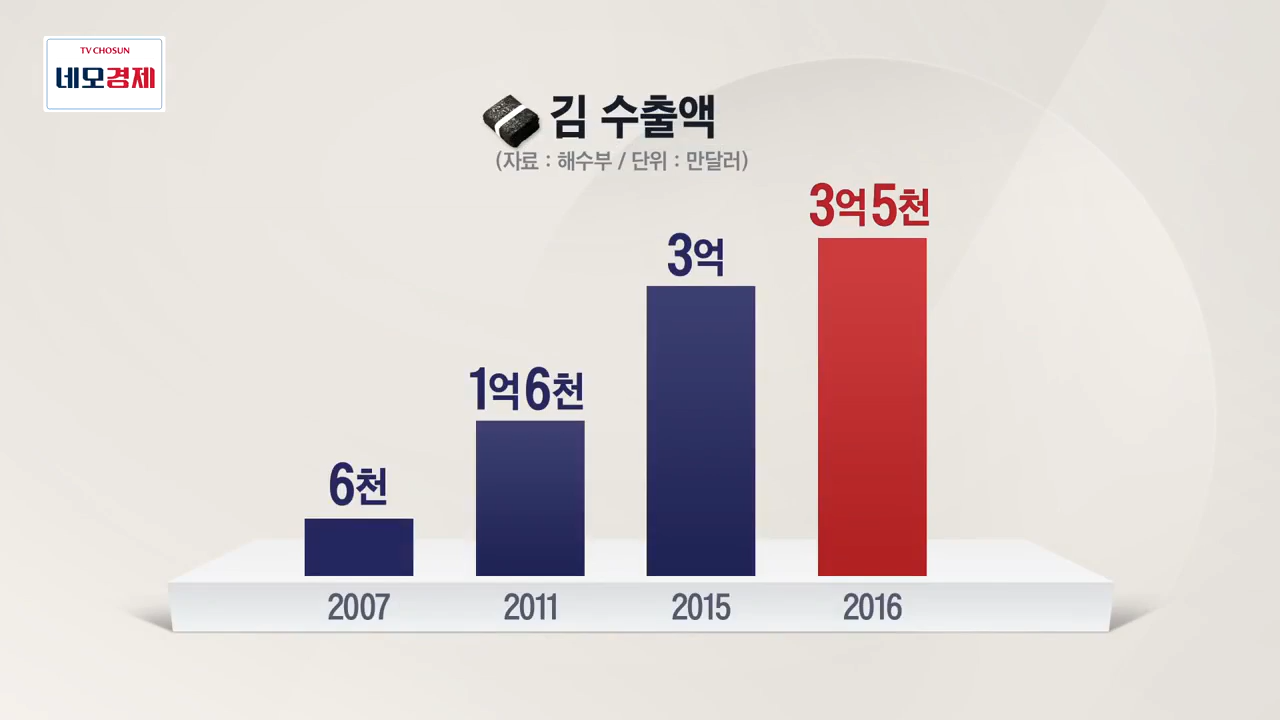 TV CHOSUN
네모경제
김 수출액
(자료 : 해수부 / 단위 : 만달러)
6천
1억 6천
3억
3억 5천
2007
2011
2015
2016